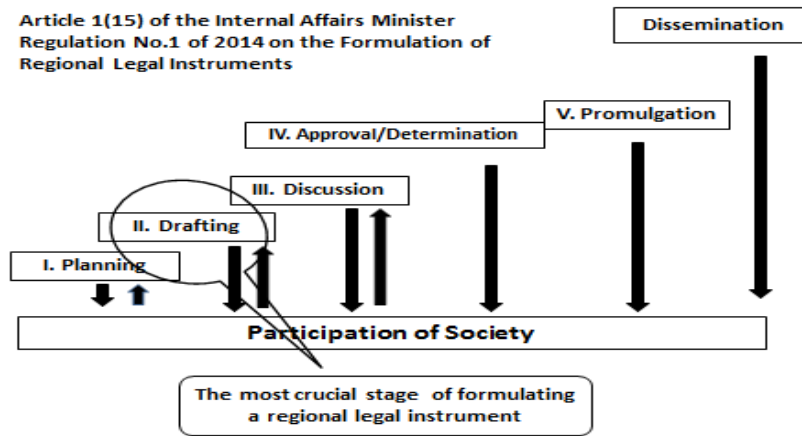 Article 1(15) of the Internal Affairs Minister
Regulation No.1 of 2014 on the Formulation of
Regional Legal Instruments
Dissemination
V. Promulgation
IV. Approval/Determination
III. Discussion
II. Drafting
I. Planning
Participation of Society
The most crucial stage of formulating
a regional legal instrument